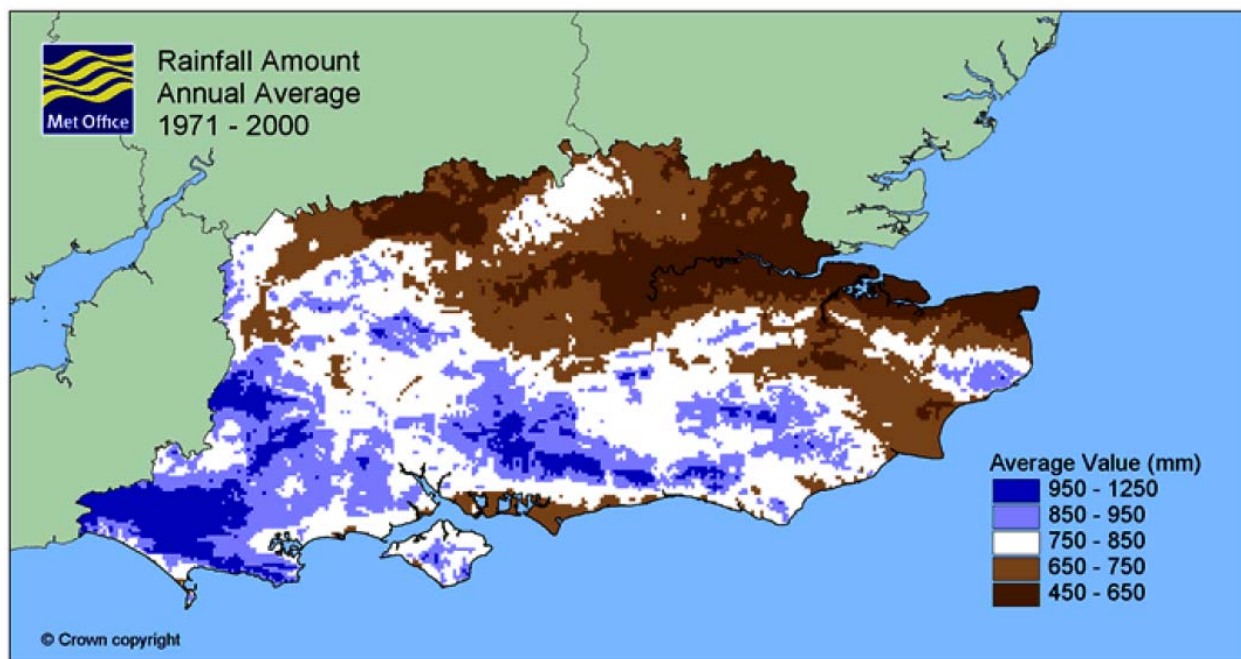 Met Office
Rainfall Amount
Annual Average
1971 - 2000
Average Value (mm)
950 - 1250
850 - 950
750 - 850
650 - 750
450 - 650
© Crown copyright